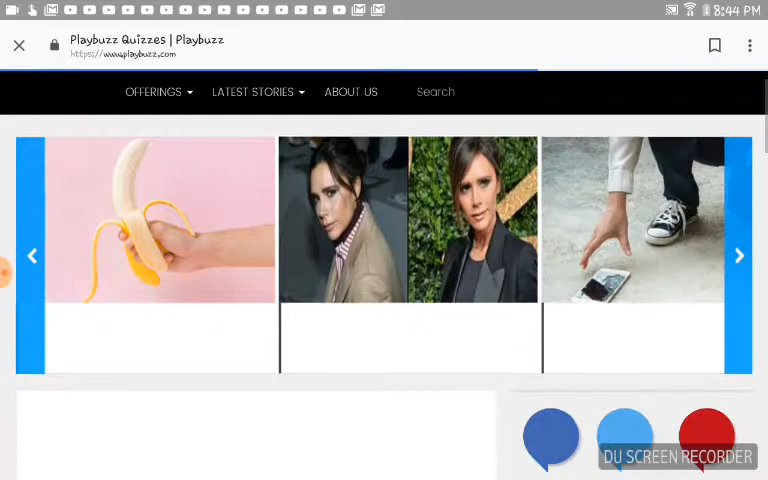 8:44 PM
Playbuzz Quizzes | Playbuzz
https://www.playbuzz.com
OFFERINGS LATEST STORIES ABOUT US Search
DU SCREEN RECORDER